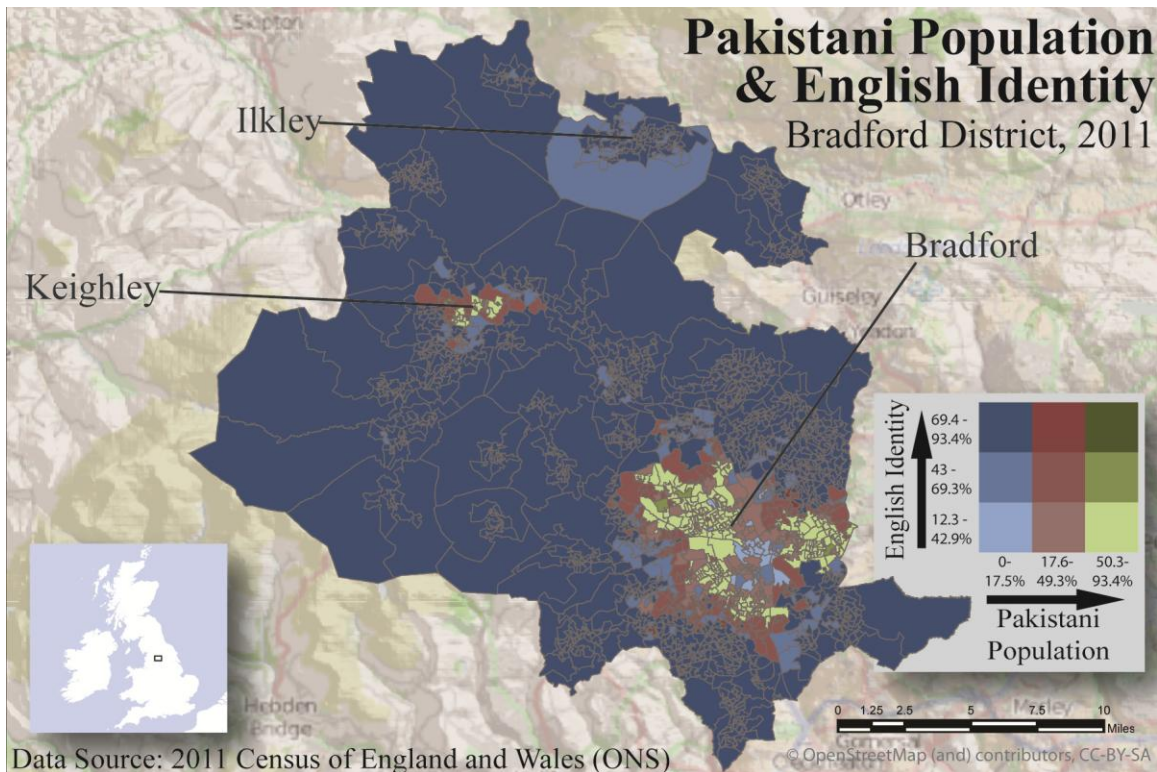 Pakistani Population
& English Identity
Bradford District, 2011
Skipton
Ilkley
Otley
Bradford
Keighley
Guiseley
Yeadon
English Identity
69.4 -
93.4%
43 -
69.3%
12.3 -
42.9%
0-
17.5%
17.6-
49.3%
50.3-
93.4%
Pakistani
Population
Hebden
Bridge
Morley
0 1.25 2.5 5 7.5 10
Miles
Data Source: 2011 Census of England and Wales (ONS)
© OpenStreetMap (and) contributors, CC-BY-SA